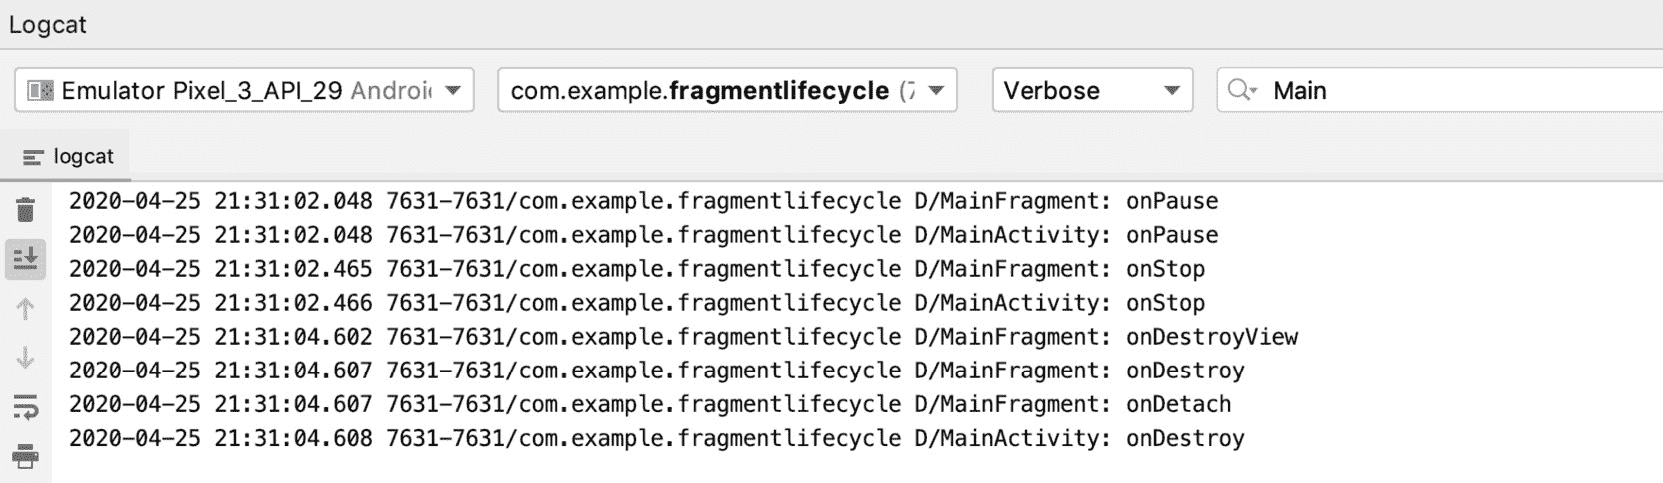 Logcat
Emulator Pixel_3_API_29 Androi com.example.fragmentlifecycle (7 Verbose Main
logcat
2020-04-25 21:31:02.048 7631-7631/com.example.fragmentlifecycle D/MainFragment: onPause
2020-04-25 21:31:02.048 7631-7631/com.example.fragmentlifecycle D/MainActivity: onPause
2020-04-25 21:31:02.465 7631-7631/com.example.fragmentlifecycle D/MainFragment: onStop
2020-04-25 21:31:02.466 7631-7631/com.example.fragmentlifecycle D/MainActivity: onStop
2020-04-25 21:31:04.602 7631-7631/com.example.fragmentlifecycle D/MainFragment: onDestroyView
2020-04-25 21:31:04.607 7631-7631/com.example.fragmentlifecycle D/MainFragment: onDestroy
2020-04-25 21:31:04.607 7631-7631/com.example.fragmentlifecycle D/MainFragment: onDetach
2020-04-25 21:31:04.608 7631-7631/com.example.fragmentlifecycle D/MainActivity: onDestroy